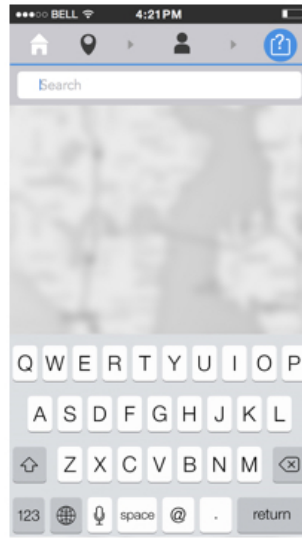 BELL 4:21PM
?
Search
Q W E R T Y U I O P
A S D F G H J K L
Z X C V B N M
123 space @ . return